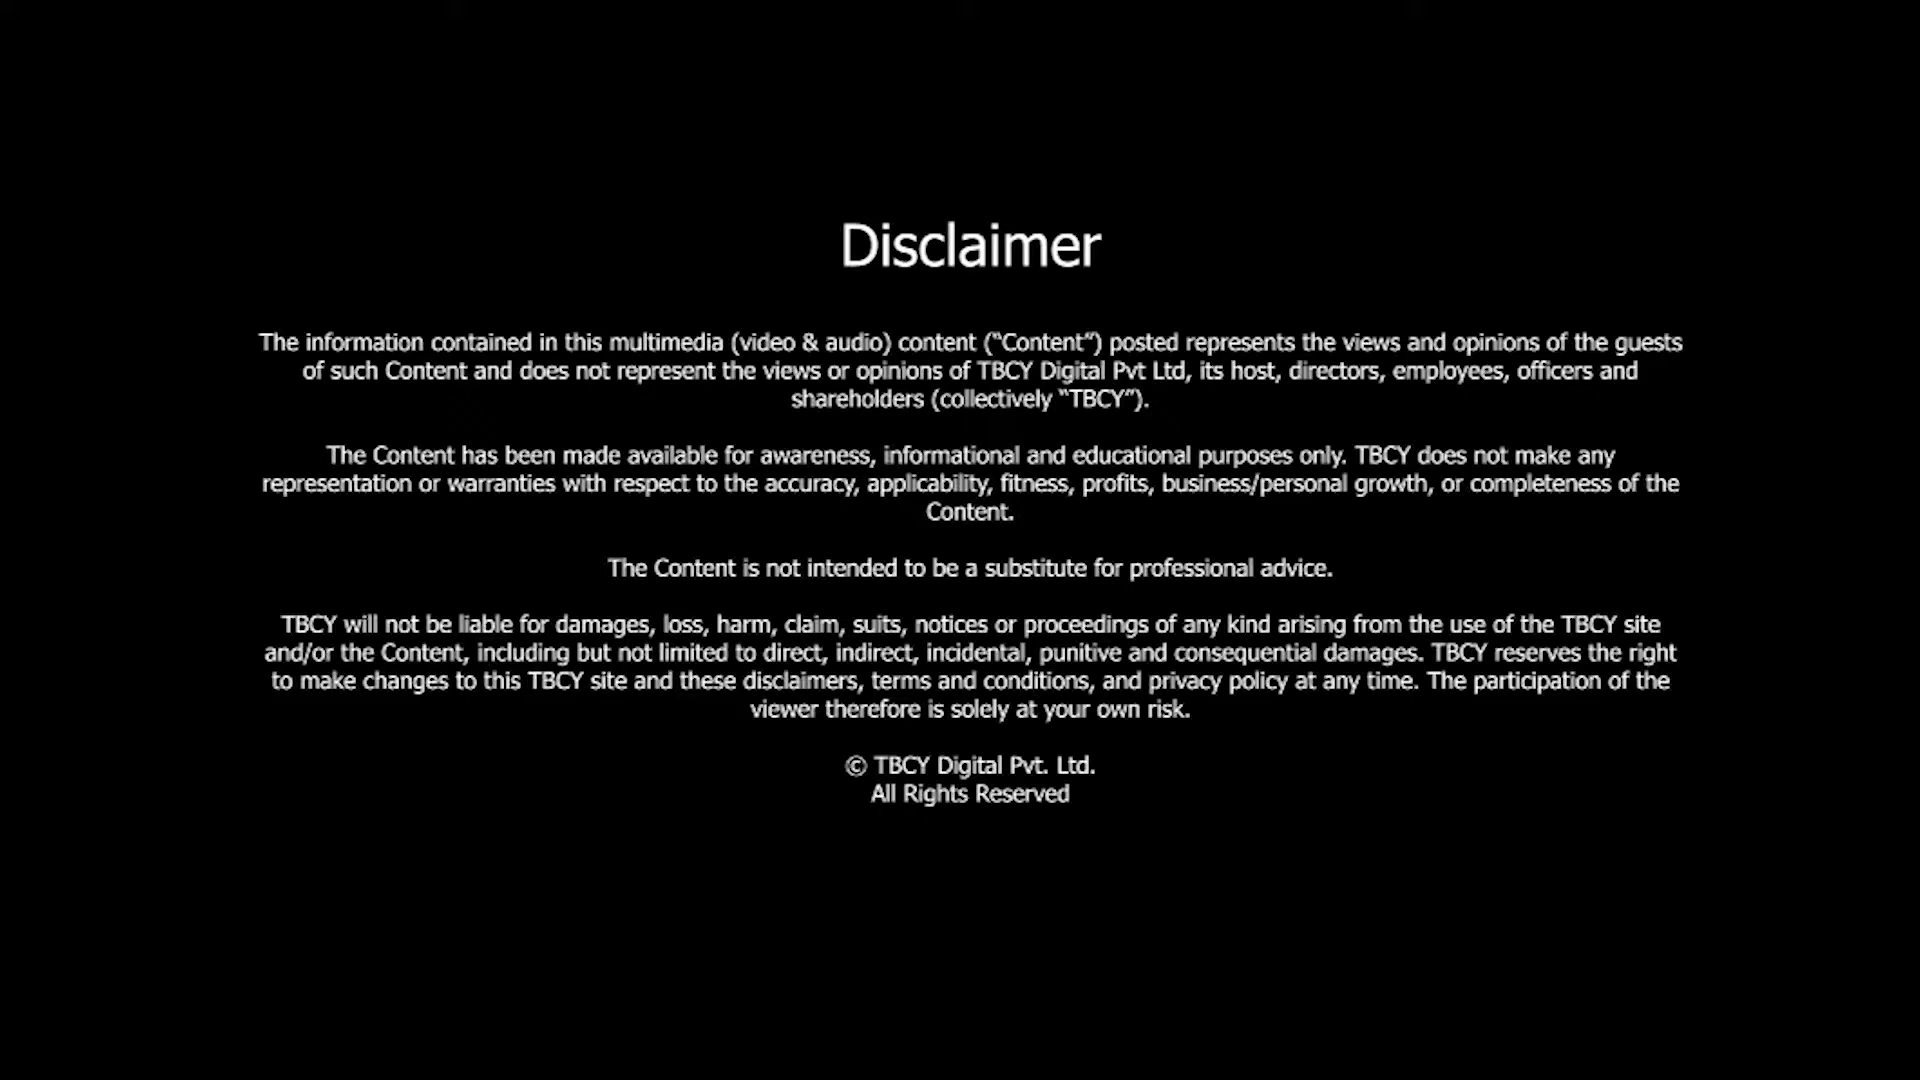 Disclaimer
The information contained in this multimedia (video & audio) content (“Content”) posted represents the views and opinions of the guests
of such Content and does not represent the views or opinions of TBCY Digital Pvt Ltd, its host, directors, employees, officers and
shareholders (collectively “TBCY”).
The Content has been made available for awareness, informational and educational purposes only. TBCY does not make any
representation or warranties with respect to the accuracy, applicability, fitness, profits, business/personal growth, or completeness of the
Content.
The Content is not intended to be a substitute for professional advice.
TBCY will not be liable for damages, loss, harm, claim, suits, notices or proceedings of any kind arising from the use of the TBCY site
and/or the Content, including but not limited to direct, indirect, incidental, punitive and consequential damages. TBCY reserves the right
to make changes to this TBCY site and these disclaimers, terms and conditions, and privacy policy at any time. The participation of the
viewer therefore is solely at your own risk.
© TBCY Digital Pvt. Ltd.
All Rights Reserved